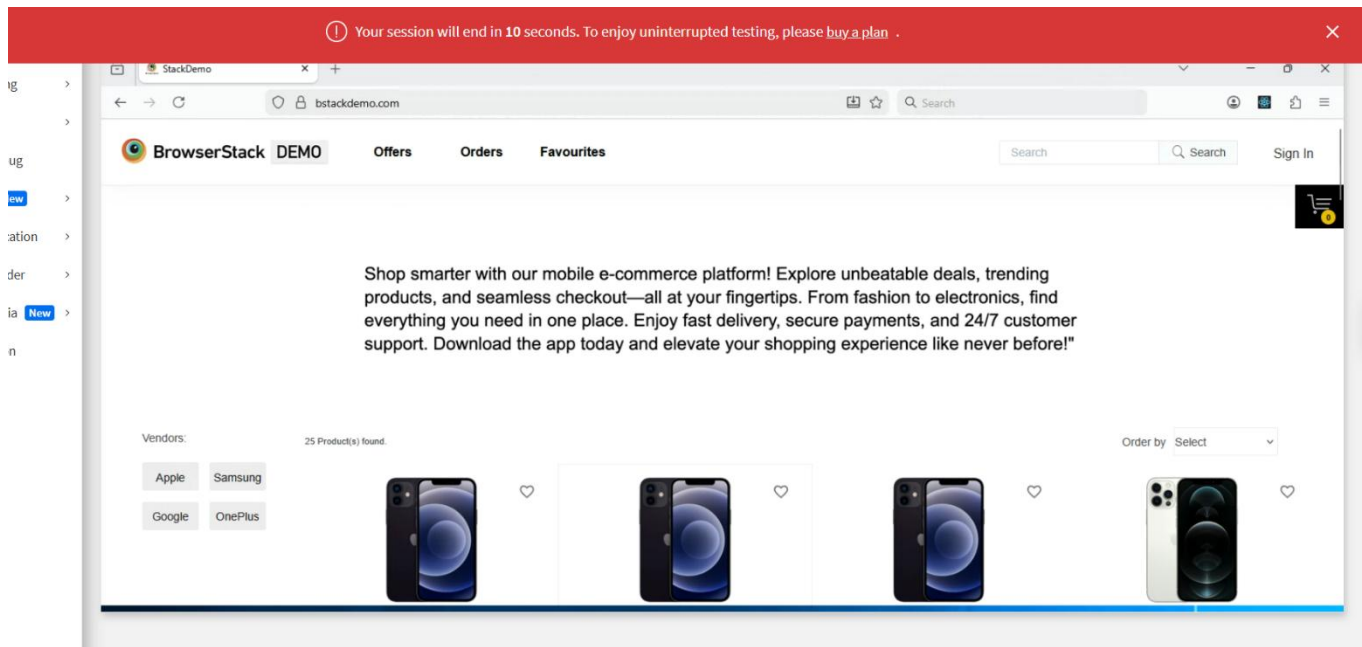 Your session will end in 10 seconds. To enjoy uninterrupted testing, please buy a plan .
StackDemo
bstackdemo.com
Search
BrowserStack DEMO Offers Orders Favourites Search Search Sign In
0
ug
New
der
ia New
n
Shop smarter with our mobile e-commerce platform! Explore unbeatable deals, trending
products, and seamless checkout—all at your fingertips. From fashion to electronics, find
everything you need in one place. Enjoy fast delivery, secure payments, and 24/7 customer
support. Download the app today and elevate your shopping experience like never before!"
Vendors:
25 Product(s) found.
Order by Select
Apple Samsung
Google OnePlus